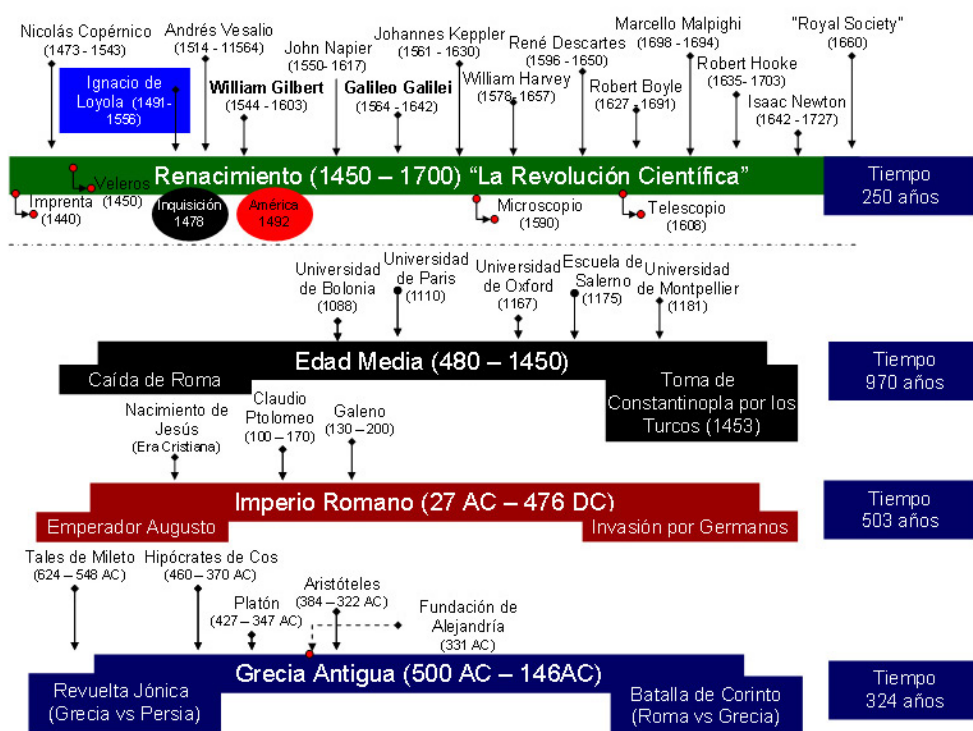 Nicolás Copérnico
(1473 - 1543)
Andrés Vesalio
(1514 - 11564)
John Napier
(1550- 1617)
Johannes Keppler
(1561 - 1630)
René Descartes
(1596 - 1650)
Marcello Malpighi
(1698 - 1694)
"Royal Society"
(1660)
Ignacio de
Loyola (1491-
1556)
William Gilbert
(1544 - 1603)
Galileo Galilei
(1564 - 1642)
William Harvey
(1578- 1657)
Robert Boyle
(1627 - 1691)
Robert Hooke
(1635- 1703)
Isaac Newton
(1642 - 1727)
Renacimiento (1450 – 1700) “La Revolución Científica”
Tiempo
250 años
Imprenta
(1440)
Veleros
(1450)
Inquisición
1478
América
1492
Microscopio
(1590)
Telescopio
(1608)
Universidad
de Bolonia
(1088)
Universidad
de Paris
(1110)
Universidad
de Oxford
(1167)
Escuela de
Salerno
(1175)
Universidad
de Montpellier
(1181)
Edad Media (480 – 1450)
Caída de Roma
Toma de
Constantinopla por los
Turcos (1453)
Tiempo
970 años
Nacimiento de
Jesús
(Era Cristiana)
Claudio
Ptolomeo
(100 – 170)
Galeno
(130 – 200)
Imperio Romano (27 AC – 476 DC)
Emperador Augusto
Invasión por Germanos
Tiempo
503 años
Tales de Mileto
(624 – 548 AC)
Hipócrates de Cos
(460 – 370 AC)
Platón
(427 – 347 AC)
Aristóteles
(384 – 322 AC)
Fundación de
Alejandría
(331 AC)
Grecia Antigua (500 AC – 146AC)
Revuelta Jónica
(Grecia vs Persia)
Batalla de Corinto
(Roma vs Grecia)
Tiempo
324 años